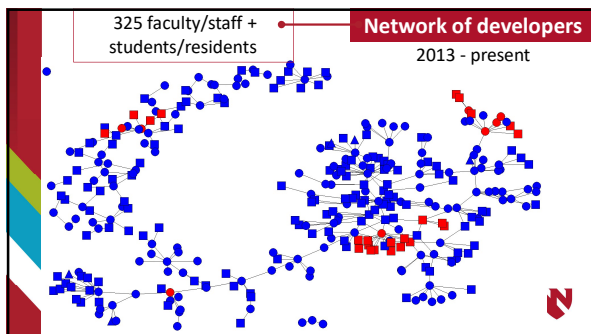 325 faculty/staff +
students/residents
Network of developers
2013 - present